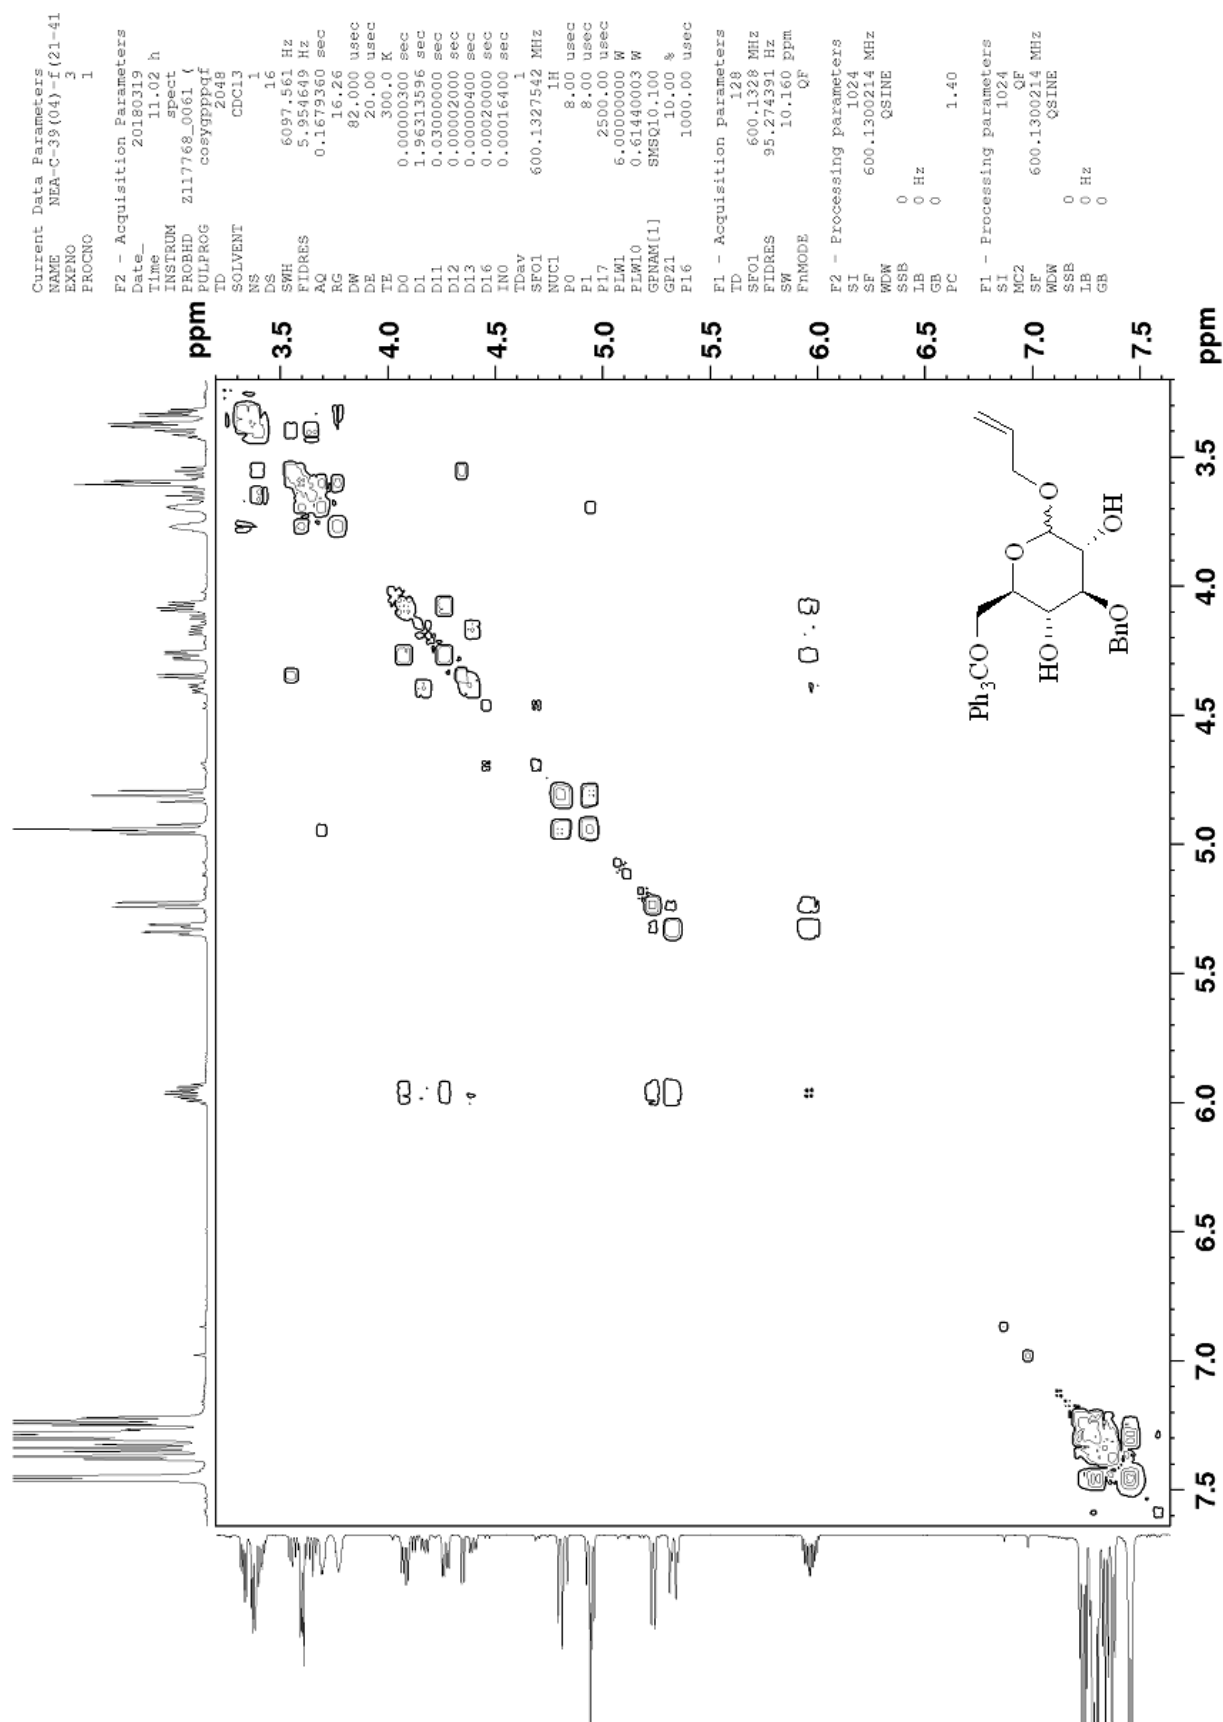 Current Data Parameters
NAME NEA-C-39(04)-f(21-41
EXPNO 3
PROCNO 1
F2 - Acquisition Parameters
Date_ 20180319
Time 11.02 h
INSTRUM spect
PROBHD Z117768_0061 (
PULPROG cosygpppqf
TD 2048
SOLVENT CDCl3
NS 1
DS 16
SWH 6097.561 Hz
FIDRES 5.954649 Hz
AQ 0.1679360 sec
RG 16.26
DW 82.000 usec
DE 20.00 usec
TE 300.0 K
D0 0.00000300 sec
D1 1.96313596 sec
D11 0.03000000 sec
D12 0.00002000 sec
D13 0.00000400 sec
D16 0.00020000 sec
IN0 0.00016400 sec
TDav 1
SFO1 600.1327542 MHz
NUC1 1H
P0 8.00 usec
P1 8.00 usec
P17 2500.00 usec
PLW1 6.00000000 W
PLW10 0.61440003 W
GPNAM[1] SMSQ10.100
GPZ1 10.00 %
P16 1000.00 usec
F1 - Acquisition parameters
TD 128
SFO1 600.1328 MHz
FIDRES 95.274391 Hz
SW 10.160 ppm
FnMODE QF
F2 - Processing parameters
SI 1024
SF 600.1300214 MHz
WDW QSINE
SSB 0
LB 0 Hz
GB 0
PC 1.40
F1 - Processing parameters
SI 1024
MC2 QF
SF 600.1300214 MHz
WDW QSINE
SSB 0
LB 0 Hz
GB 0
ppm
3.5
4.0
4.5
5.0
5.5
6.0
6.5
7.0
7.5
Ph3CO
O
O
HO
BnO
OH
7.5 7.0 6.5 6.0 5.5 5.0 4.5 4.0 3.5 ppm